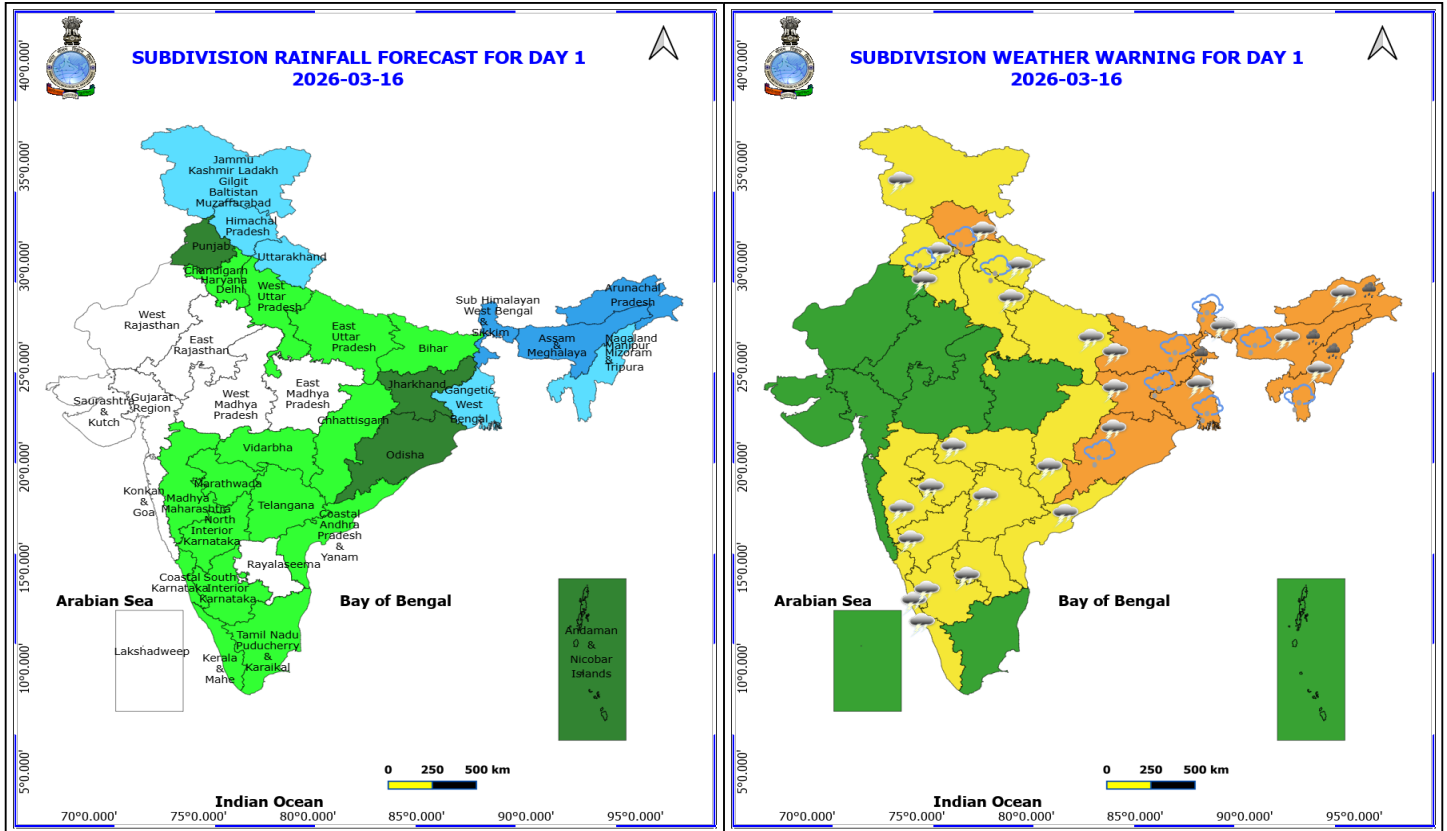 SUBDIVISION RAINFALL FORECAST FOR DAY 1
2026-03-16
40°0.000'
35°0.000'
30°0.000'
25°0.000'
20°0.000'
15°0.000'
10°0.000'
5°0.000'
Jammu
Kashmir Ladakh
Gilgit
Baltistan
Muzaffarabad
Himachal
Pradesh
Punjab
Uttarakhand
Chandigarh
Haryana
Delhi
West
Uttar
Pradesh
West
Rajasthan
East
Rajasthan
East
Uttar
Pradesh
Bihar
Sub Himalayan
West Bengal
&
Sikkim
Arunachal
Pradesh
Assam
&
Meghalaya
Nagaland
Manipur
Mizoram
&
Tripura
Jharkhand
Gangetic
West
Bengal
Saurashtra
&
Kutch
Gujarat
Region
West
Madhya
Pradesh
East
Madhya
Pradesh
Chhattisgarh
Odisha
Vidarbha
Marathwada
Madhya
Maharashtra
Konkan
&
Goa
Telangana
North
Interior
Karnataka
Coastal
Andhra
Pradesh
&
Yanam
Rayalaseema
Coastal
Karnataka
South
Interior
Karnataka
Tamil Nadu
Puducherry
&
Karaikal
Kerala
&
Mahe
Arabian Sea
Bay of Bengal
Lakshadweep
Andaman
&
Nicobar
Islands
0 250 500 km
Indian Ocean
70°0.000' 75°0.000' 80°0.000' 85°0.000' 90°0.000' 95°0.000'
SUBDIVISION WEATHER WARNING FOR DAY 1
2026-03-16
40°0.000'
35°0.000'
30°0.000'
25°0.000'
20°0.000'
15°0.000'
10°0.000'
5°0.000'
Arabian Sea
Bay of Bengal
0 250 500 km
Indian Ocean
70°0.000' 75°0.000' 80°0.000' 85°0.000' 90°0.000' 95°0.000'